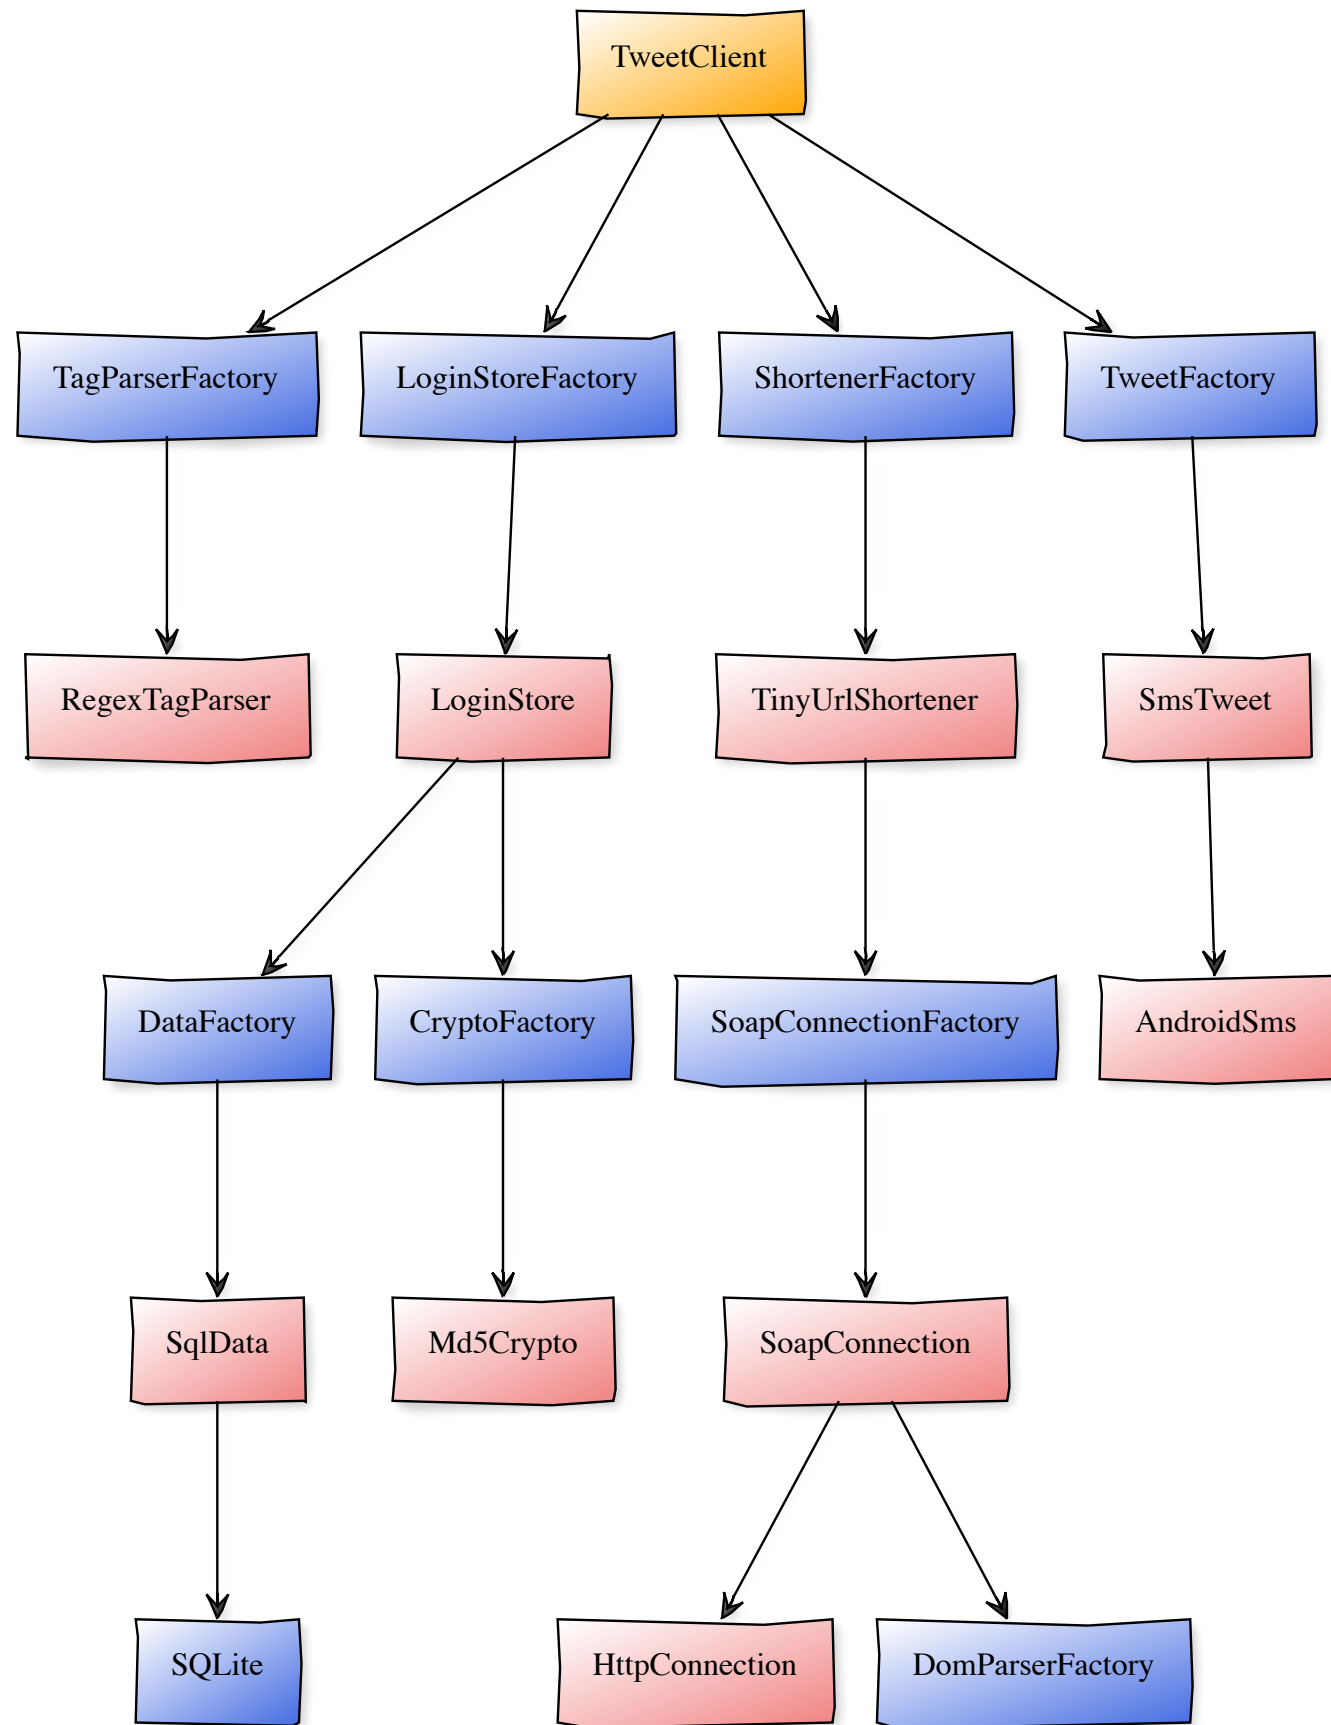 TweetClient
TagParserFactory
LoginStoreFactory
ShortenerFactory
TweetFactory
RegexTagParser
LoginStore
TinyUrlShortener
SmsTweet
DataFactory
CryptoFactory
SoapConnectionFactory
AndroidSms
SqlData
Md5Crypto
SoapConnection
SQLite
HttpConnection
DomParserFactory